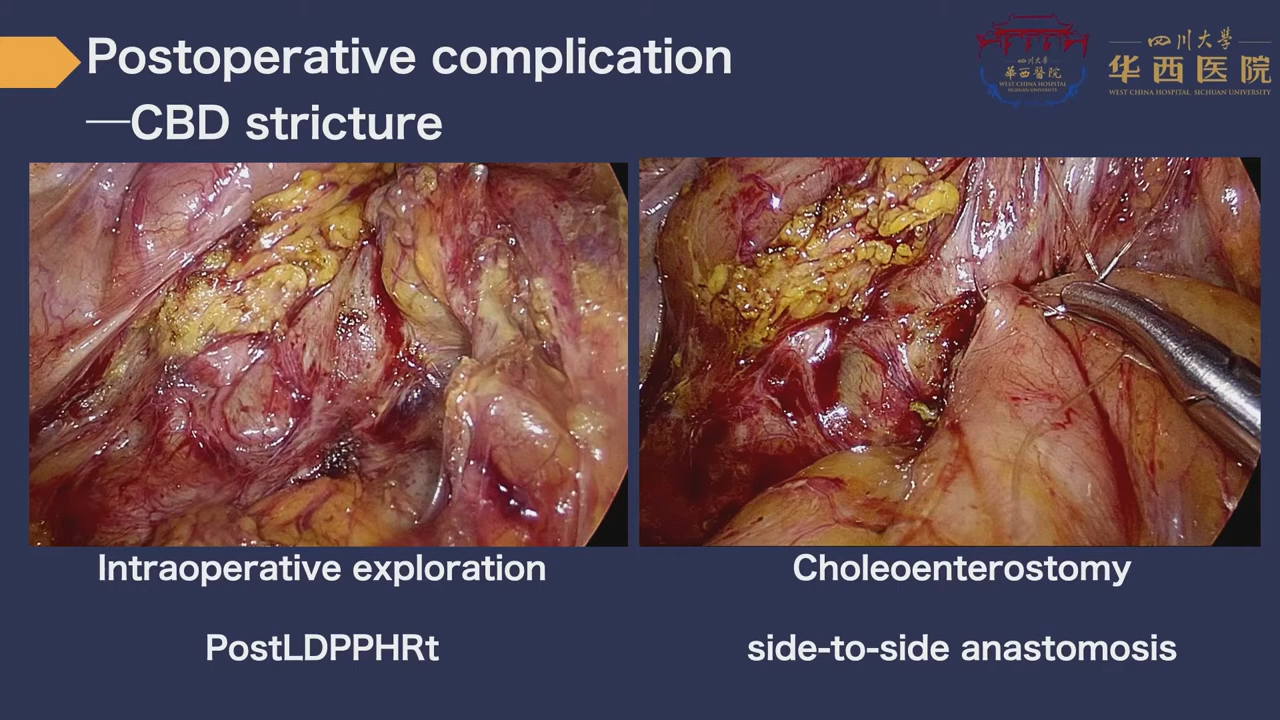 Postoperative complication
—CBD stricture
四川大学
華西醫院
WEST CHINA HOSPITAL
SICHUAN UNIVERSITY
四川大學
华西医院
WEST CHINA HOSPITAL SICHUAN UNIVERSITY
Intraoperative exploration
PostLDPPHRt
Choleoenterostomy
side-to-side anastomosis